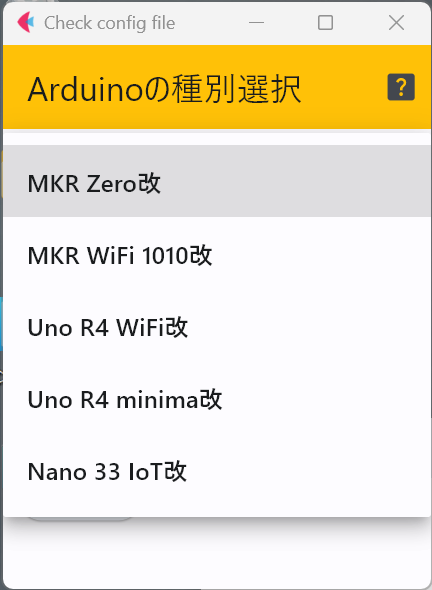 Check config file
Arduinoの種別選択
MKR Zero改
MKR WiFi 1010改
Uno R4 WiFi改
Uno R4 minima改
Nano 33 IoT改